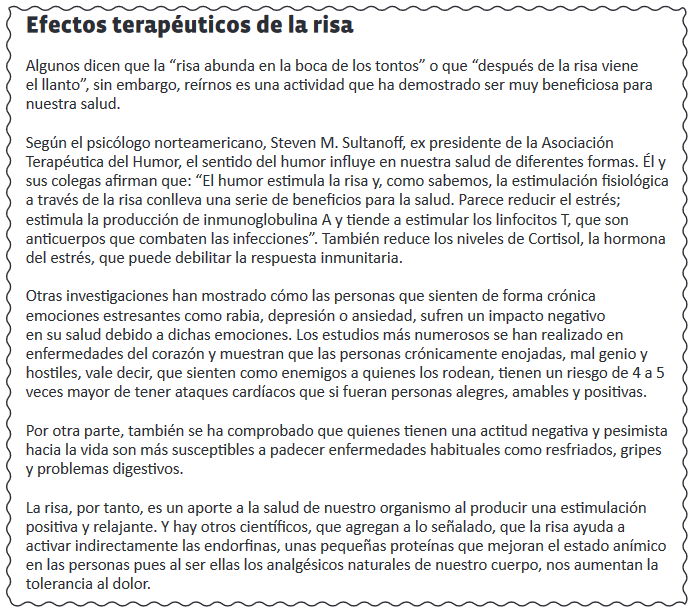 Efectos terapéuticos de la risa
Algunos dicen que la “risa abunda en la boca de los tontos” o que “después de la risa viene
el llanto”, sin embargo, reírnos es una actividad que ha demostrado ser muy beneficiosa para
nuestra salud.
Según el psicólogo norteamericano, Steven M. Sultanoff, ex presidente de la Asociación
Terapéutica del Humor, el sentido del humor influye en nuestra salud de diferentes formas. Él y
sus colegas afirman que: “El humor estimula la risa y, como sabemos, la estimulación fisiológica
a través de la risa conlleva una serie de beneficios para la salud. Parece reducir el estrés;
estimula la producción de inmunoglobulina A y tiende a estimular los linfocitos T, que son
anticuerpos que combaten las infecciones”. También reduce los niveles de Cortisol, la hormona
del estrés, que puede debilitar la respuesta inmunitaria.
Otras investigaciones han mostrado cómo las personas que sienten de forma crónica
emociones estresantes como rabia, depresión o ansiedad, sufren un impacto negativo
en su salud debido a dichas emociones. Los estudios más numerosos se han realizado en
enfermedades del corazón y muestran que las personas crónicamente enojadas, mal genio y
hostiles, vale decir, que sienten como enemigos a quienes los rodean, tienen un riesgo de 4 a 5
veces mayor de tener ataques cardíacos que si fueran personas alegres, amables y positivas.
Por otra parte, también se ha comprobado que quienes tienen una actitud negativa y pesimista
hacia la vida son más susceptibles a padecer enfermedades habituales como resfriados, gripes
y problemas digestivos.
La risa, por tanto, es un aporte a la salud de nuestro organismo al producir una estimulación
positiva y relajante. Y hay otros científicos, que agregan a lo señalado, que la risa ayuda a
activar indirectamente las endorfinas, unas pequeñas proteínas que mejoran el estado anímico
en las personas pues al ser ellas los analgésicos naturales de nuestro cuerpo, nos aumentan la
tolerancia al dolor.